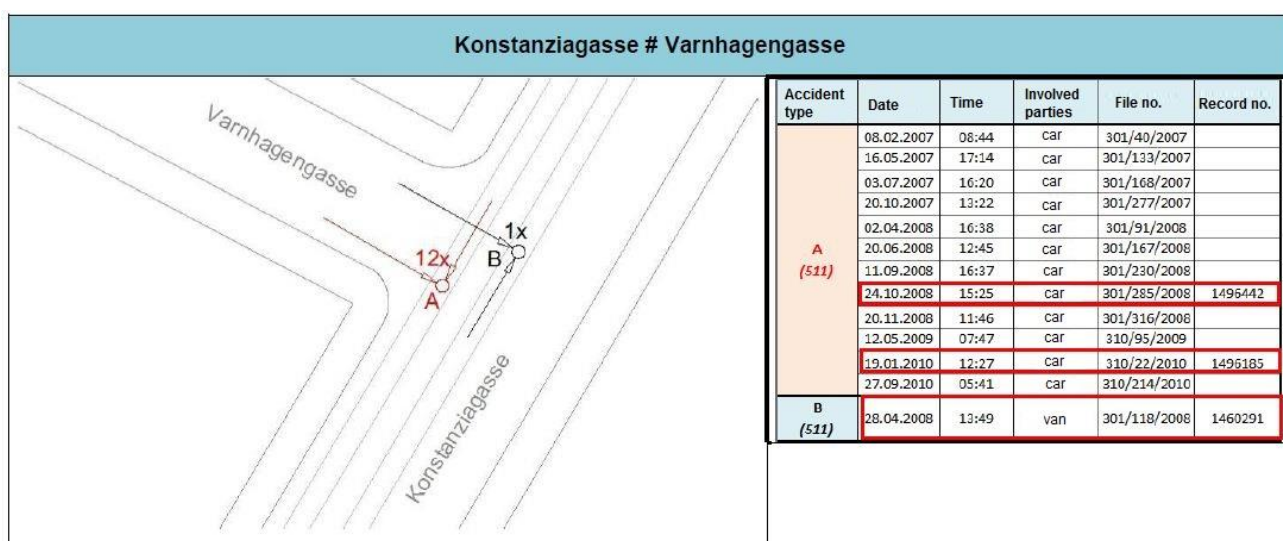 Konstanziagasse # Varnhagengasse
Varnhagengasse
1x
12x
B
A
Konstanziagasse
Accident type Date Time Involved parties File no. Record no.
A
(511)
08.02.2007 08:44 car 301/40/2007
16.05.2007 17:14 car 301/133/2007
03.07.2007 16:20 car 301/168/2007
20.10.2007 13:22 car 301/277/2007
02.04.2008 16:38 car 301/91/2008
20.06.2008 12:45 car 301/167/2008
11.09.2008 16:37 car 301/230/2008
24.10.2008 15:25 car 301/285/2008 1496442
20.11.2008 11:46 car 301/316/2008
12.05.2009 07:47 car 310/95/2009
19.01.2010 12:27 car 310/22/2010 1496185
27.09.2010 05:41 car 310/214/2010
B
(511)
28.04.2008 13:49 van 301/118/2008 1460291